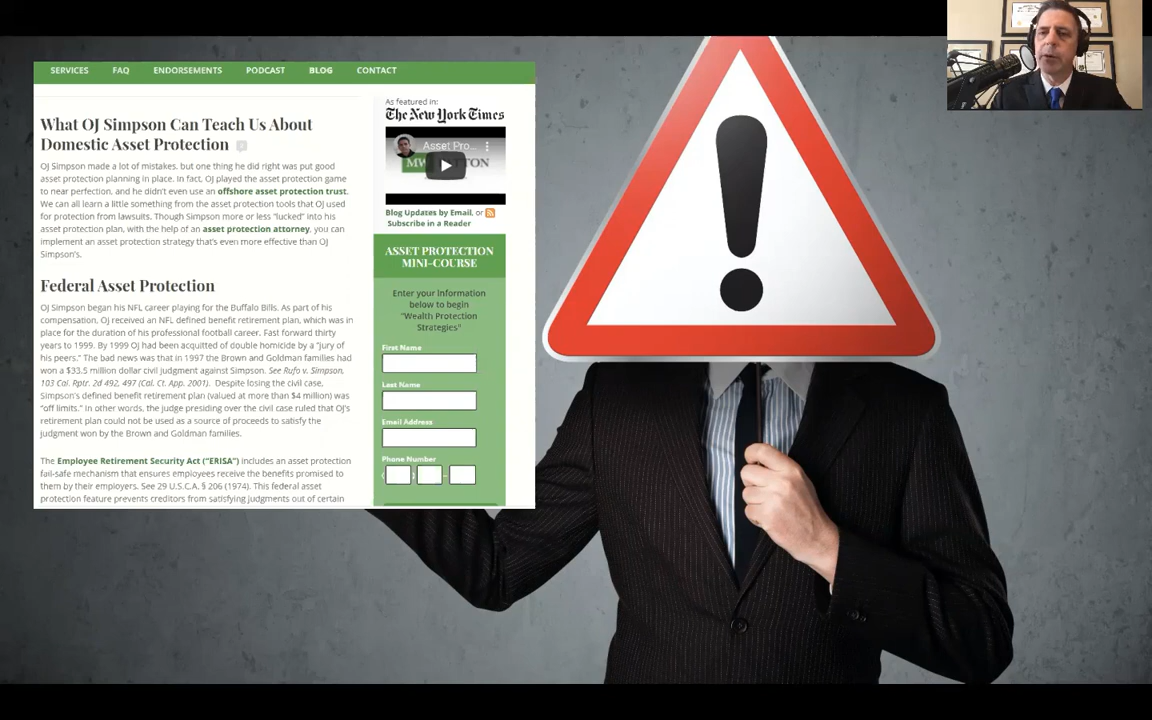 SERVICES FAQ ENDORSEMENTS PODCAST BLOG CONTACT
What OJ Simpson Can Teach Us About
Domestic Asset Protection
OJ Simpson made a lot of mistakes, but one thing he did right was put good
asset protection planning in place. In fact, OJ played the asset protection game
to near perfection, and he didn't even use an offshore asset protection trust.
We can all learn a little something from the asset protection tools that OJ used
for protection from lawsuits. Though Simpson more or less "lucked" into his
asset protection plan, with the help of an asset protection attorney, you can
implement an asset protection strategy that's even more effective than OJ
Simpson's.
Federal Asset Protection
OJ Simpson began his NFL career playing for the Buffalo Bills. As part of his
compensation, OJ received an NFL defined benefit retirement plan, which was in
place for the duration of his professional football career. Fast forward thirty
years to 1999. By 1999 OJ had been acquitted of double homicide by a "jury of
his peers." The bad news was that in 1997 the Brown and Goldman families had
won a $33.5 million dollar civil judgment against Simpson. See Rufo v. Simpson,
103 Cal. Rptr. 2d 492, 497 (Cal. Ct. App. 2001). Despite losing the civil case,
Simpson's defined benefit retirement plan (valued at more than $4 million) was
"off limits." In other words, the judge presiding over the civil case ruled that OJ's
retirement plan could not be used as a source of proceeds to satisfy the
judgment won by the Brown and Goldman families.
The Employee Retirement Security Act ("ERISA") includes an asset protection
fail-safe mechanism that ensures employees receive the benefits promised to
them by their employers. See 29 U.S.C.A. § 206 (1974). This federal asset
protection feature prevents creditors from satisfying judgments out of certain
As featured in:
The New York Times
Asset Pro...
Blog Updates by Email, or
Subscribe in a Reader
ASSET PROTECTION
MINI-COURSE
Enter your information
below to begin
"Wealth Protection
Strategies"
First Name
Last Name
Email Address
Phone Number